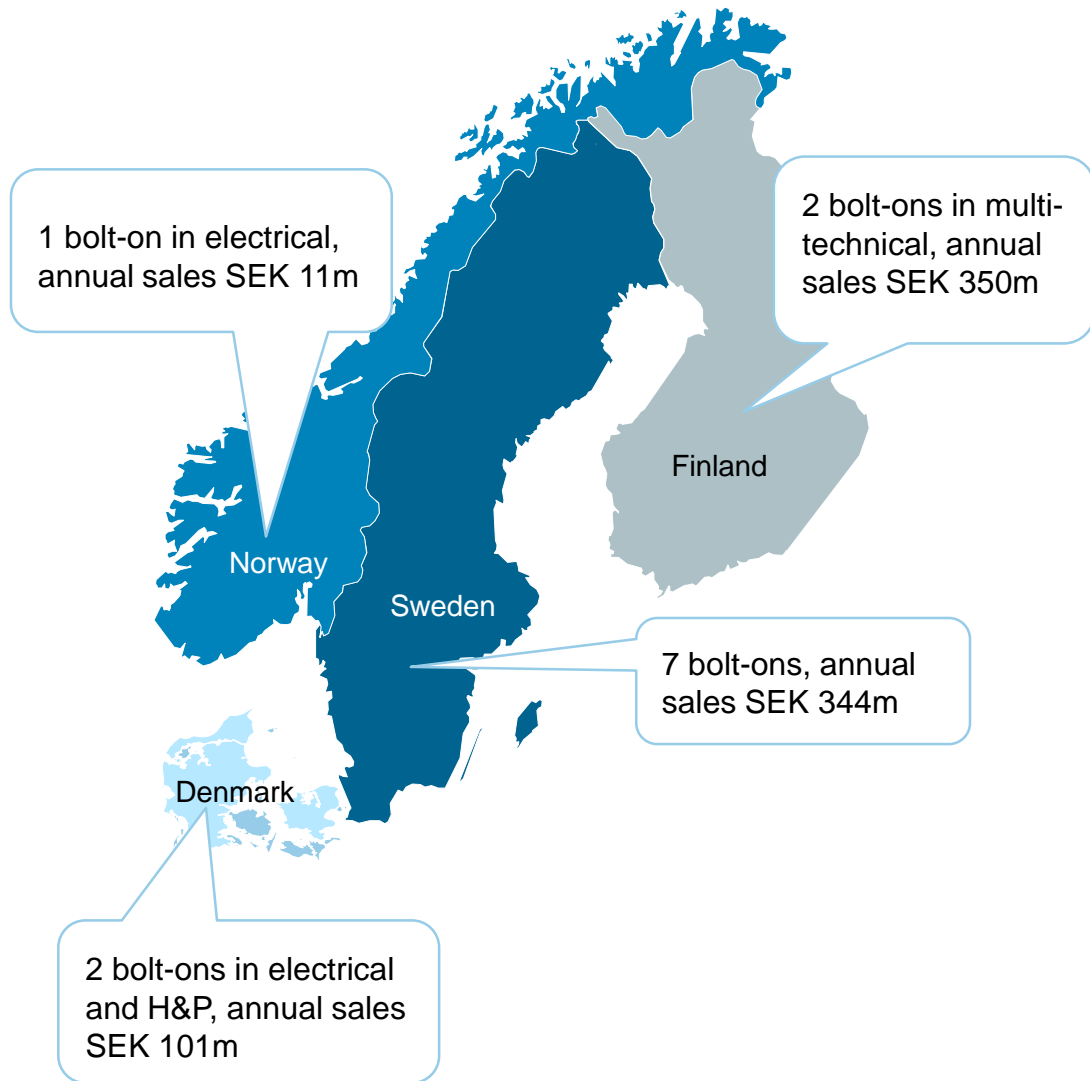 1 bolt-on in electrical,
annual sales SEK 11m
2 bolt-ons in multi-
technical, annual
sales SEK 350m
Finland
Norway
Sweden
7 bolt-ons, annual
sales SEK 344m
Denmark
2 bolt-ons in electrical
and H&P, annual sales
SEK 101m